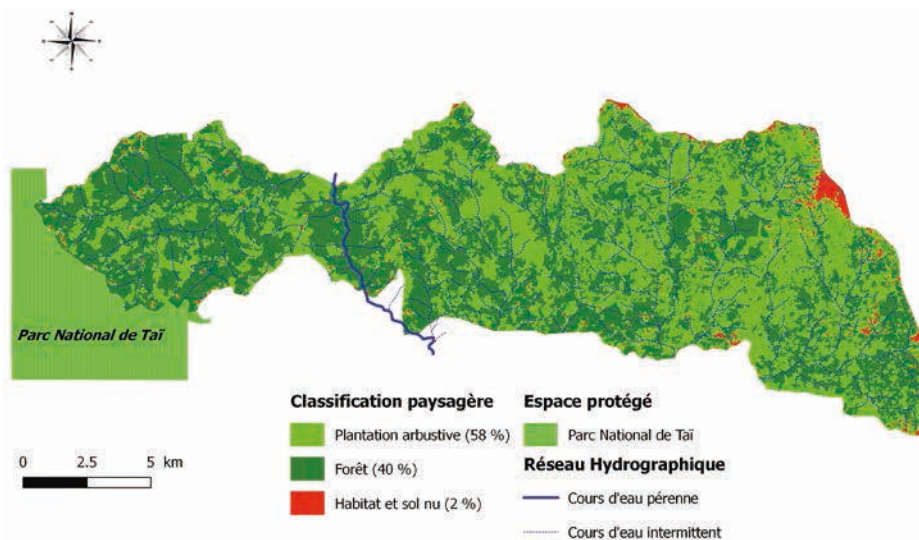 Parc National de Taï
Classification paysagère
Plantation arbustive (58 %)
Forêt (40 %)
Habitat et sol nu (2 %)
Espace protégé
Parc National de Taï
Réseau Hydrographique
Cours d'eau pérenne
Cours d'eau intermittent
0 2.5 5 km